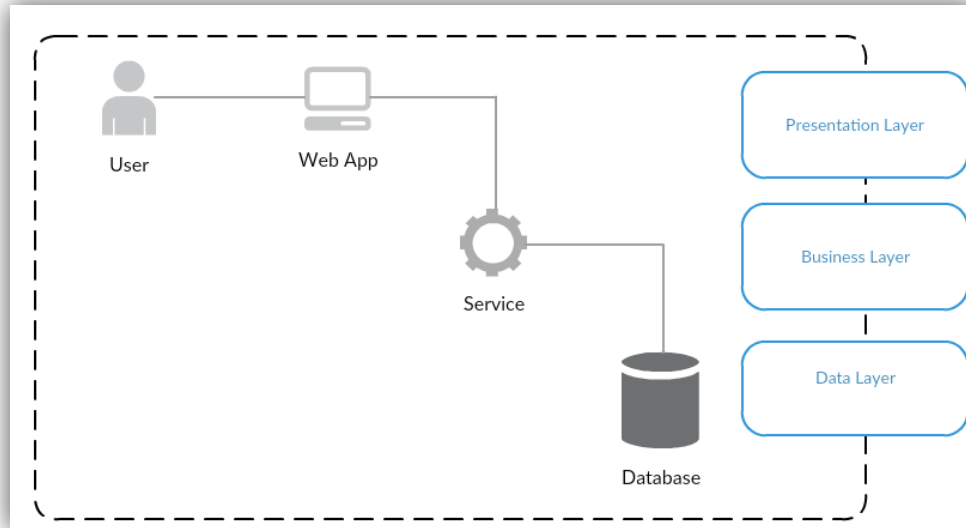 User
Web App
Presentation Layer
Service
Business Layer
Data Layer
Database